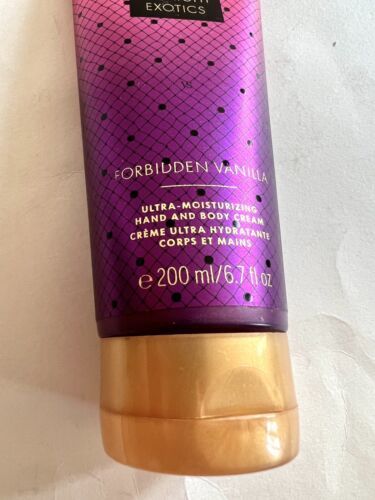 EXOTICS
VS
FORBIDDEN VANILLA
ULTRA-MOISTURIZING
HAND AND BODY CREAM
CRÈME ULTRA HYDRATANTE
CORPS ET MAINS
e 200 ml/6.7 fl oz